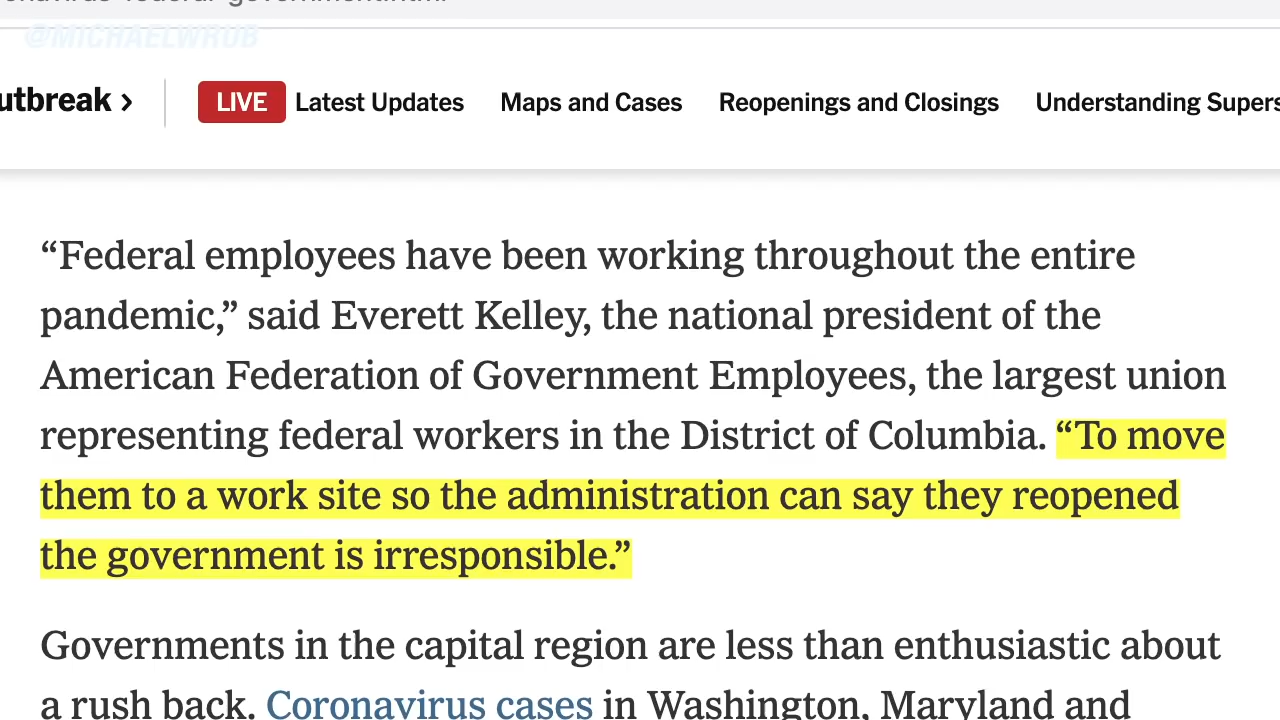 @MICHAELWRUB
utbreak >
LIVE Latest Updates Maps and Cases Reopenings and Closings Understanding Supers
“Federal employees have been working throughout the entire
pandemic,” said Everett Kelley, the national president of the
American Federation of Government Employees, the largest union
representing federal workers in the District of Columbia. “To move
them to a work site so the administration can say they reopened
the government is irresponsible.”
Governments in the capital region are less than enthusiastic about
a rush back. Coronavirus cases in Washington, Maryland and